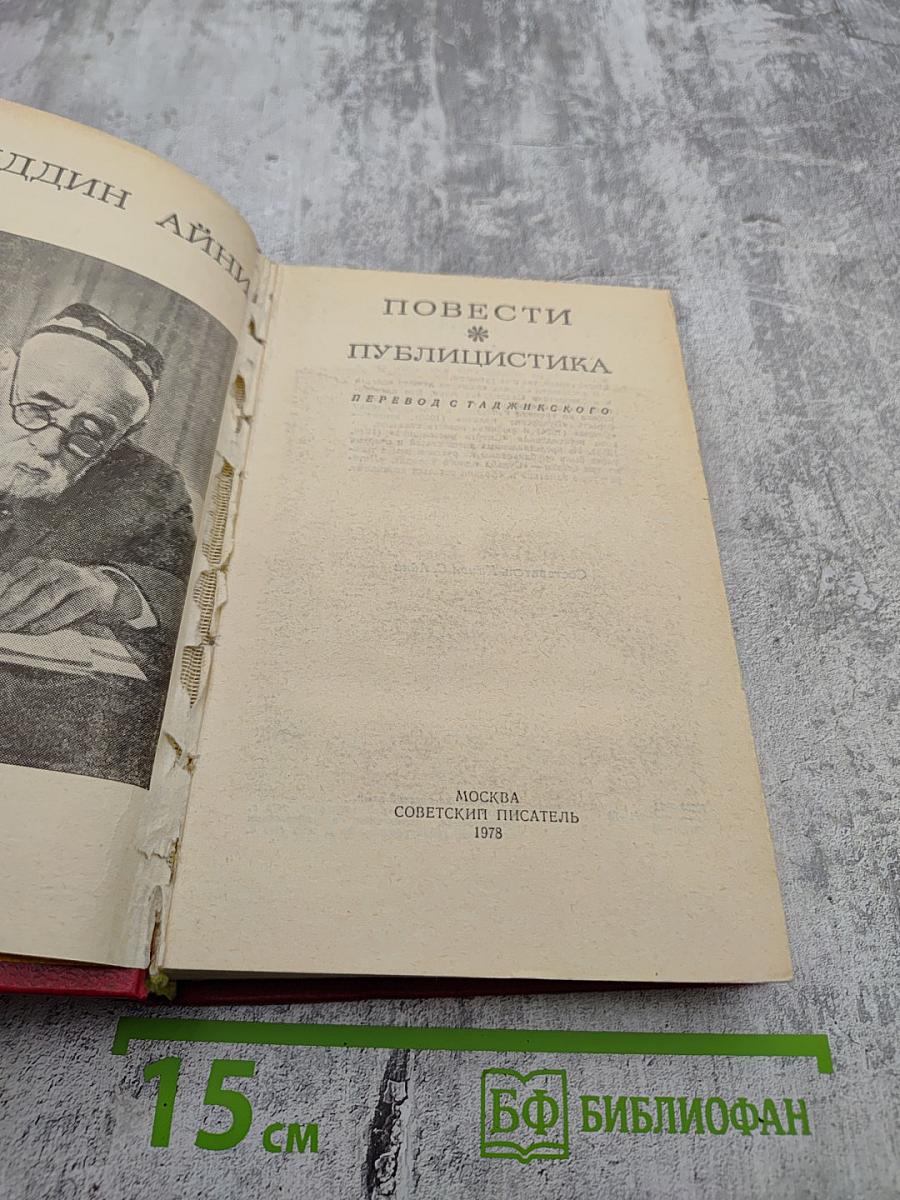 ДДИН АЙНИ
ПОВЕСТИ
*
ПУБЛИЦИСТИКА
ПЕРЕВОД С ТАДЖИКСКОГО
МОСКВА
СОВЕТСКИЙ ПИСАТЕЛЬ
1978
15 см
БФ БИБЛИОФАН